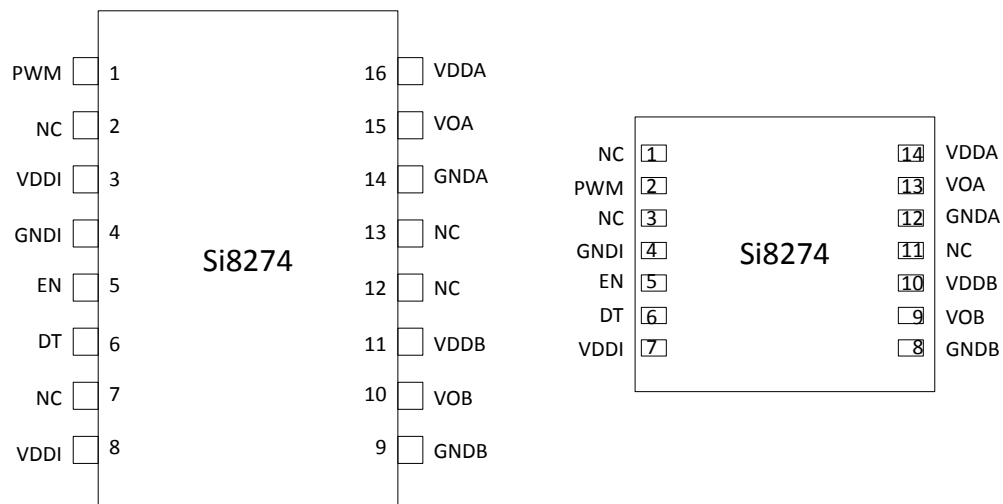 PWM 1 16 VDDA
NC 2 15 VOA
VDDI 3 14 GNDA
GNDI 4 13 NC
Si8274
EN 5 12 NC
DT 6 11 VDDB
NC 7 10 VOB
VDDI 8 9 GNDB
NC 1 14 VDDA
PWM 2 13 VOA
NC 3 12 GNDA
GNDI 4 11 NC
Si8274
EN 5 10 VDDB
DT 6 9 VOB
VDDI 7 8 GNDB